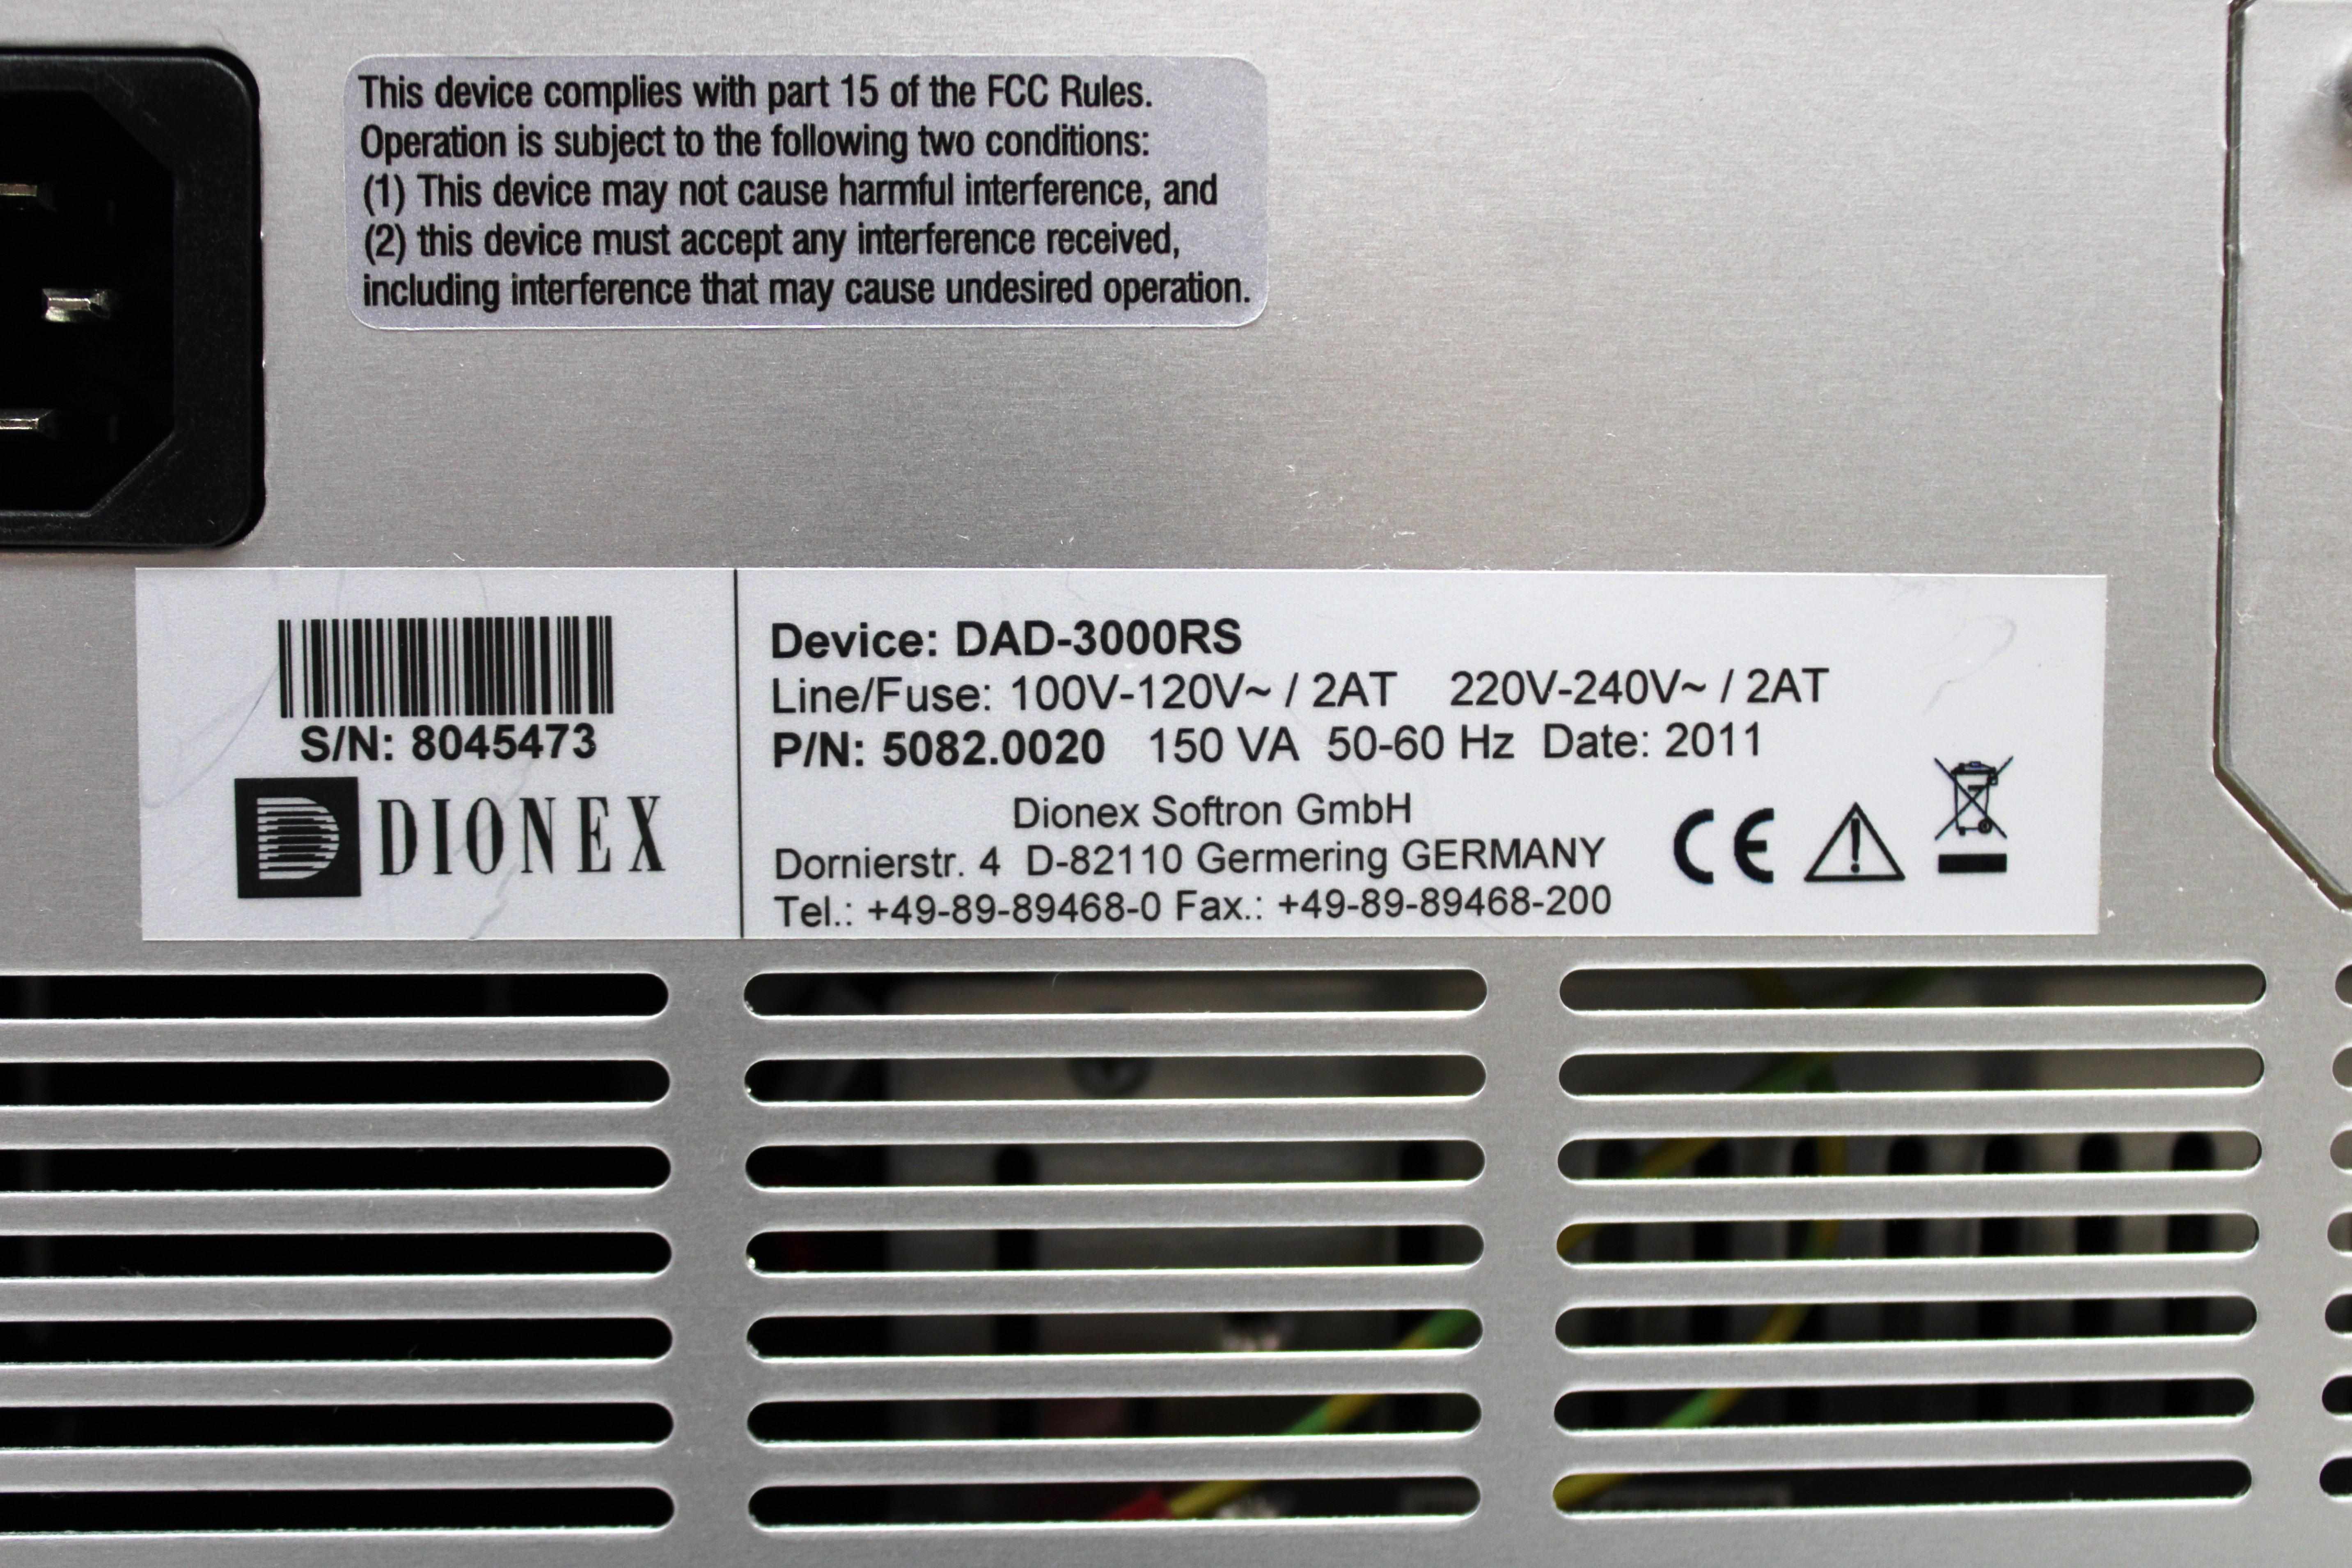 This device complies with part 15 of the FCC Rules.
Operation is subject to the following two conditions:
(1) This device may not cause harmful interference, and
(2) this device must accept any interference received,
including interference that may cause undesired operation.
S/N: 8045473
DIONEX
Device: DAD-3000RS
Line/Fuse: 100V-120V~ / 2AT 220V-240V~ / 2AT
P/N: 5082.0020 150 VA 50-60 Hz Date: 2011
Dionex Softron GmbH
Dornierstr. 4 D-82110 Germering GERMANY
Tel.: +49-89-89468-0 Fax.: +49-89-89468-200
CE